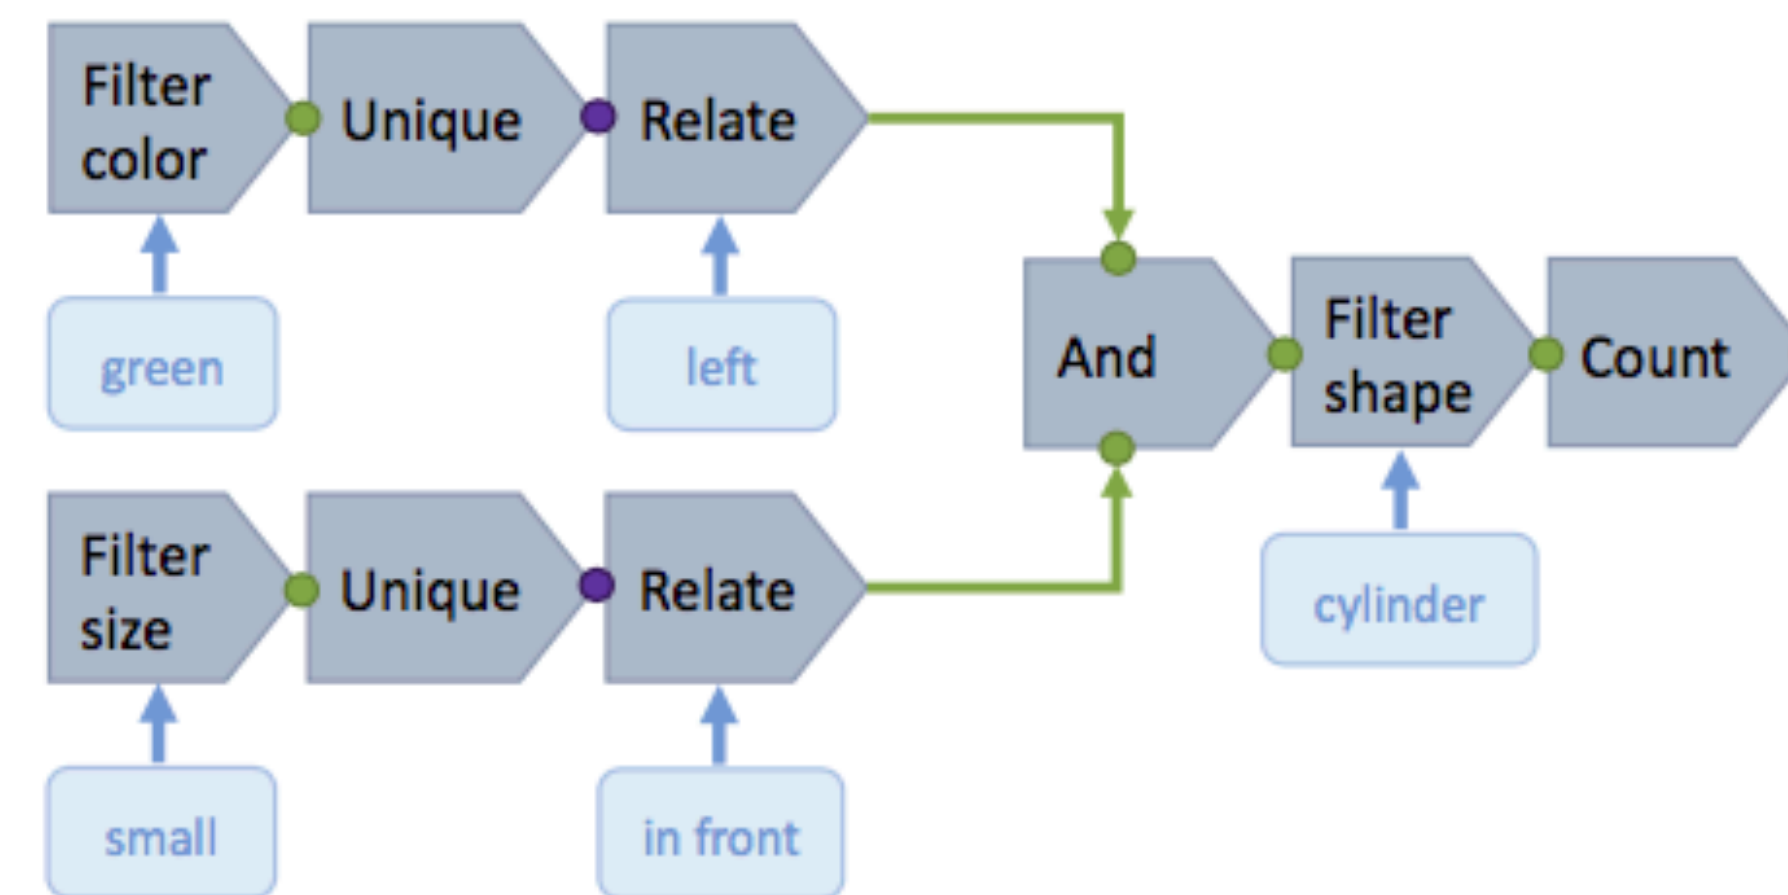 Filter
color
Unique
Relate
green
left
And
Filter
shape
Count
cylinder
Filter
size
Unique
Relate
small
in front